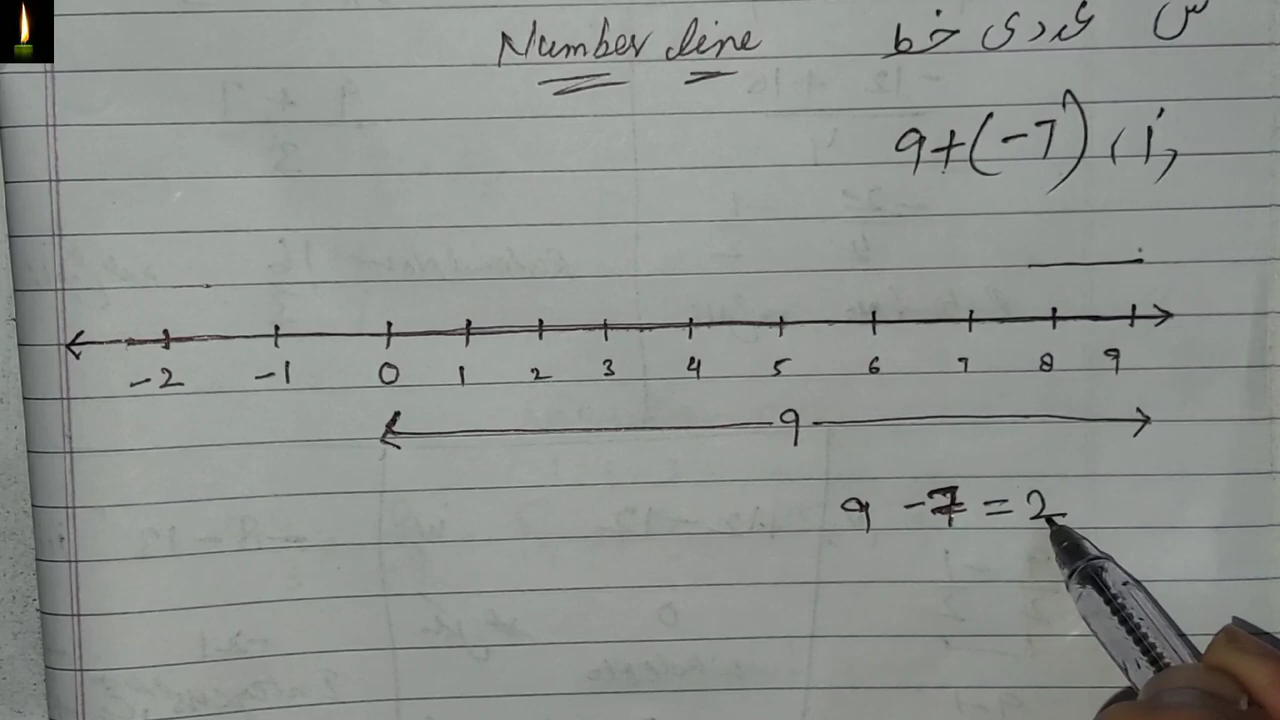 Number line س عددی خط
9+(-7) (i,
-2 -1 0 1 2 3 4 5 6 7 8 9
9
9 -7 = 2